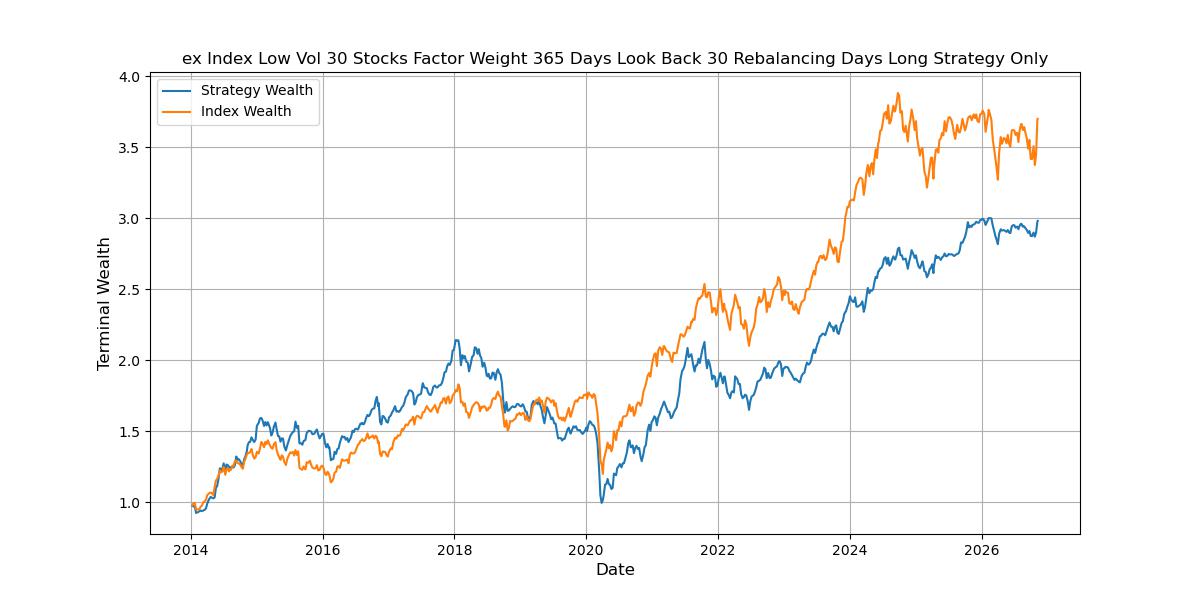 ex Index Low Vol 30 Stocks Factor Weight 365 Days Look Back 30 Rebalancing Days Long Strategy Only
Strategy Wealth
Index Wealth
Terminal Wealth
4.0
3.5
3.0
2.5
2.0
1.5
1.0
2014 2016 2018 2020 2022 2024 2026
Date